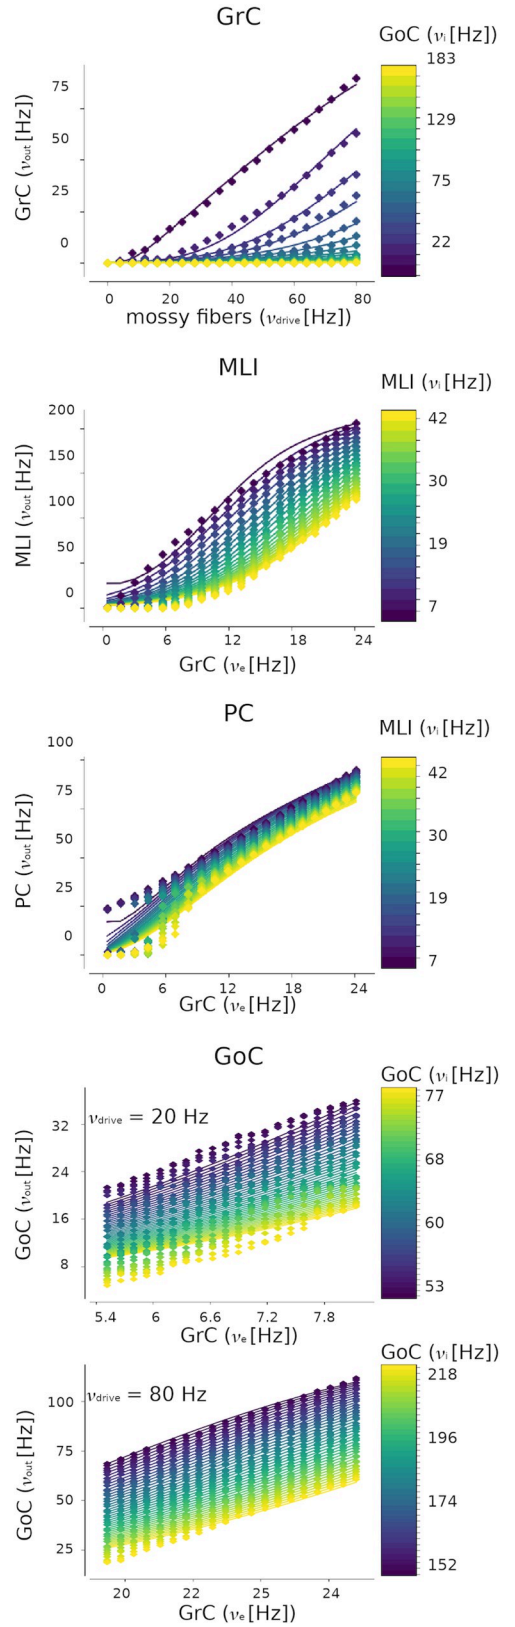 GrC
GoC (νᵢ[Hz])
183
129
75
22
75
50
25
0
GrC (νout [Hz])
0 20 40 60 80
mossy fibers (νdrive [Hz])
MLI
MLI (νᵢ[Hz])
42
30
19
7
200
150
100
50
0
MLI (νout [Hz])
0 6 12 18 24
GrC (νe [Hz])
PC
MLI (νᵢ[Hz])
42
30
19
7
100
75
50
25
0
PC (νout [Hz])
0 6 12 18 24
GrC (νe [Hz])
GoC
GoC (νᵢ[Hz])
77
68
60
53
νdrive = 20 Hz
32
24
16
8
GoC (νout [Hz])
5.4 6 6.6 7.2 7.8
GrC (νe [Hz])
GoC (νᵢ[Hz])
218
196
174
152
νdrive = 80 Hz
100
75
50
25
GoC (νout [Hz])
20 22 25 24
GrC (νe [Hz])